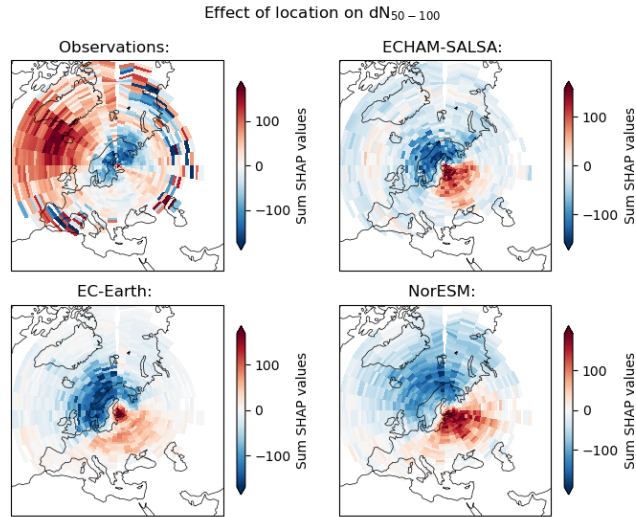 Effect of location on dN₅₀₋₁₀₀
Observations:
100
0
−100
Sum SHAP values
ECHAM-SALSA:
100
0
−100
Sum SHAP values
EC-Earth:
100
0
−100
Sum SHAP values
NorESM:
100
0
−100
Sum SHAP values